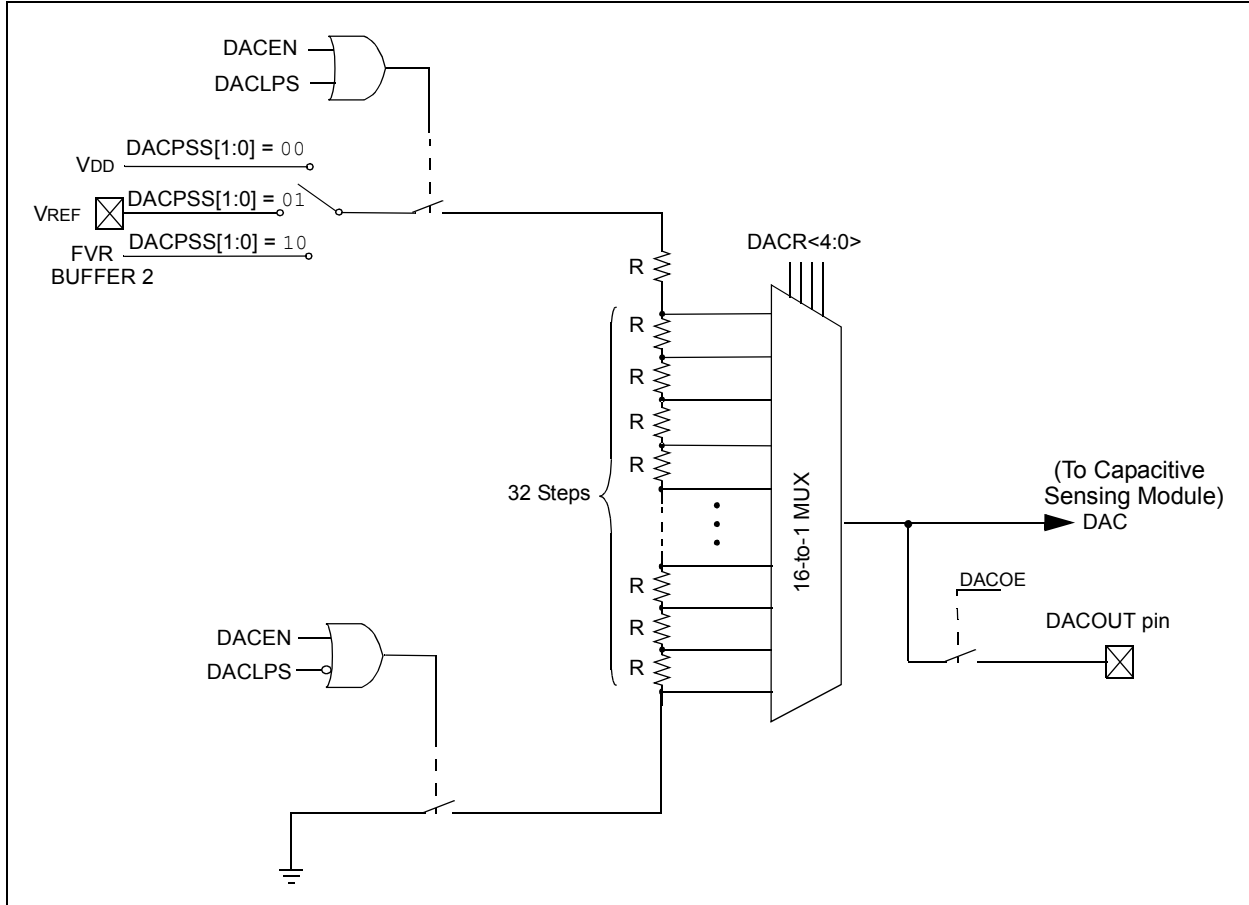 DACEN
DACLPS
VDD
DACPSS[1:0] = 00
VREF
DACPSS[1:0] = 01
FVR
BUFFER 2
DACPSS[1:0] = 10
DACR<4:0>
R
R
R
R
R
32 Steps
R
R
R
16-to-1 MUX
(To Capacitive
Sensing Module)
DAC
DACOE
DACOUT pin
DACEN
DACLPS